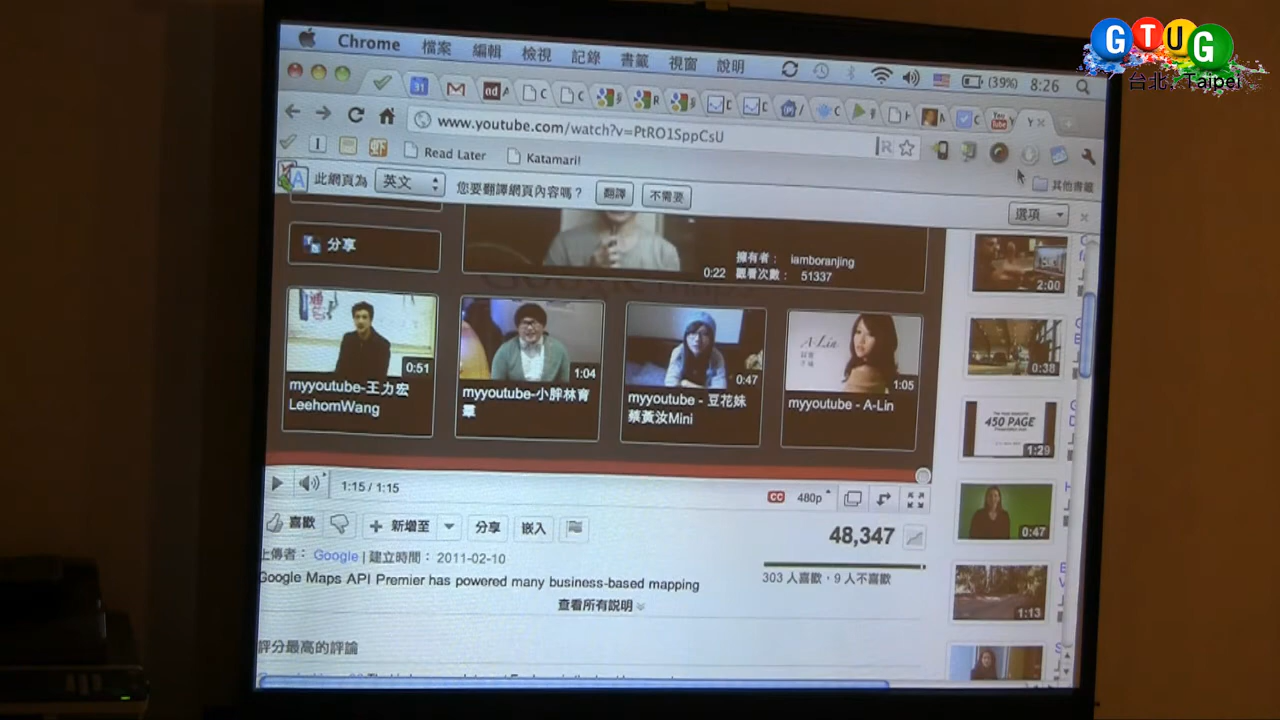 GTUG
台北, Taipei
Chrome 檔案 編輯 檢視 記錄 書籤 視窗 說明 (39%) 8:26
www.youtube.com/watch?v=PtRO1SppCsU
Read Later Katamari! 其他書籤
此網頁為 英文 您要翻譯網頁內容嗎？ 翻譯 不需要
選項
分享
0:22
擁有者： iamboranjing
觀看次數： 51337
0:51
myyoutube-王力宏
LeehomWang
1:04
myyoutube-小胖林育
羣
0:47
myyoutube - 豆花妹
蔡黃汝Mini
A-Lin
1:05
myyoutube - A-Lin
2:00
0:38
450 PAGE
1:29
0:47
1:13
1:15 / 1:15
CC 480p
喜歡 新增至 分享 嵌入
48,347
上傳者： Google | 建立時間： 2011-02-10
303 人喜歡，9 人不喜歡
Google Maps API Premier has powered many business-based mapping
查看所有說明
評分最高的評論